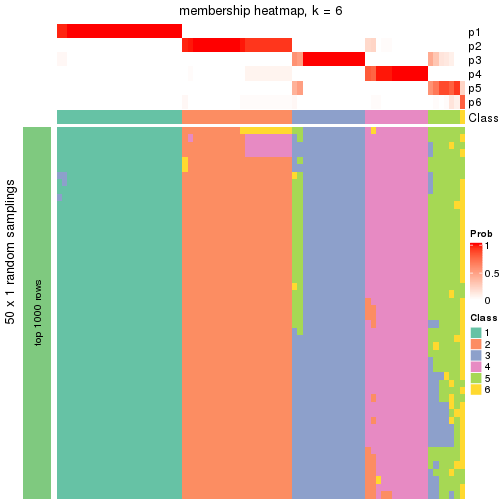 membership heatmap, k = 6
p1
p2
p3
p4
p5
p6
Class
50 x 1 random samplings
top 1000 rows
Prob
1
0.5
0
Class
1
2
3
4
5
6